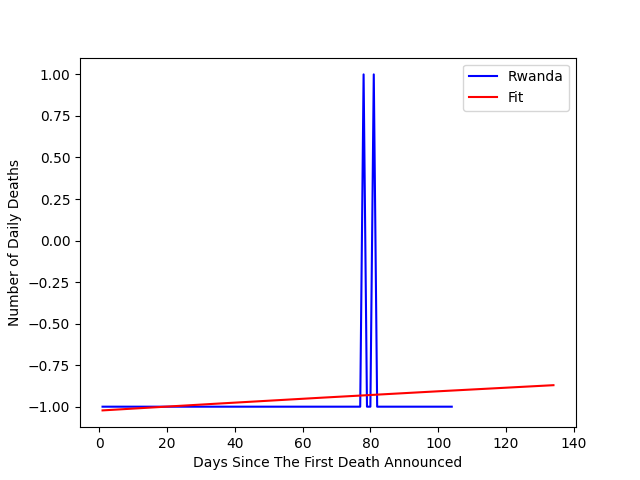 Rwanda
Fit
1.00
0.75
0.50
0.25
0.00
−0.25
−0.50
−0.75
−1.00
Number of Daily Deaths
0 20 40 60 80 100 120 140
Days Since The First Death Announced